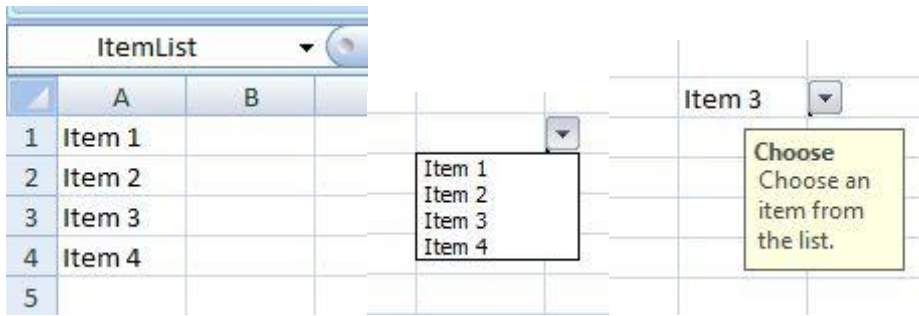 ItemList
A B
1 Item 1
2 Item 2
3 Item 3
4 Item 4
5
Item 1
Item 2
Item 3
Item 4
Item 3
Choose
Choose an
item from
the list.